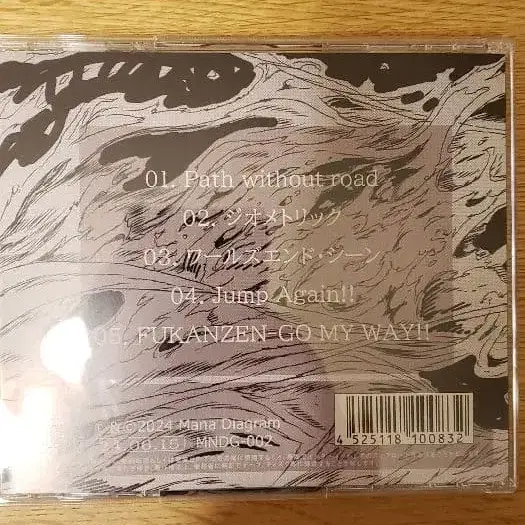 01. Path without road
02. ジオメトリック
03. ワールズエンド・シーン
04. Jump Again!!
05. FUKANZEN-GO MY WAY!!
Ⓟ & ©2024 Mana Diagram
MNDG-002
4 525118 100832